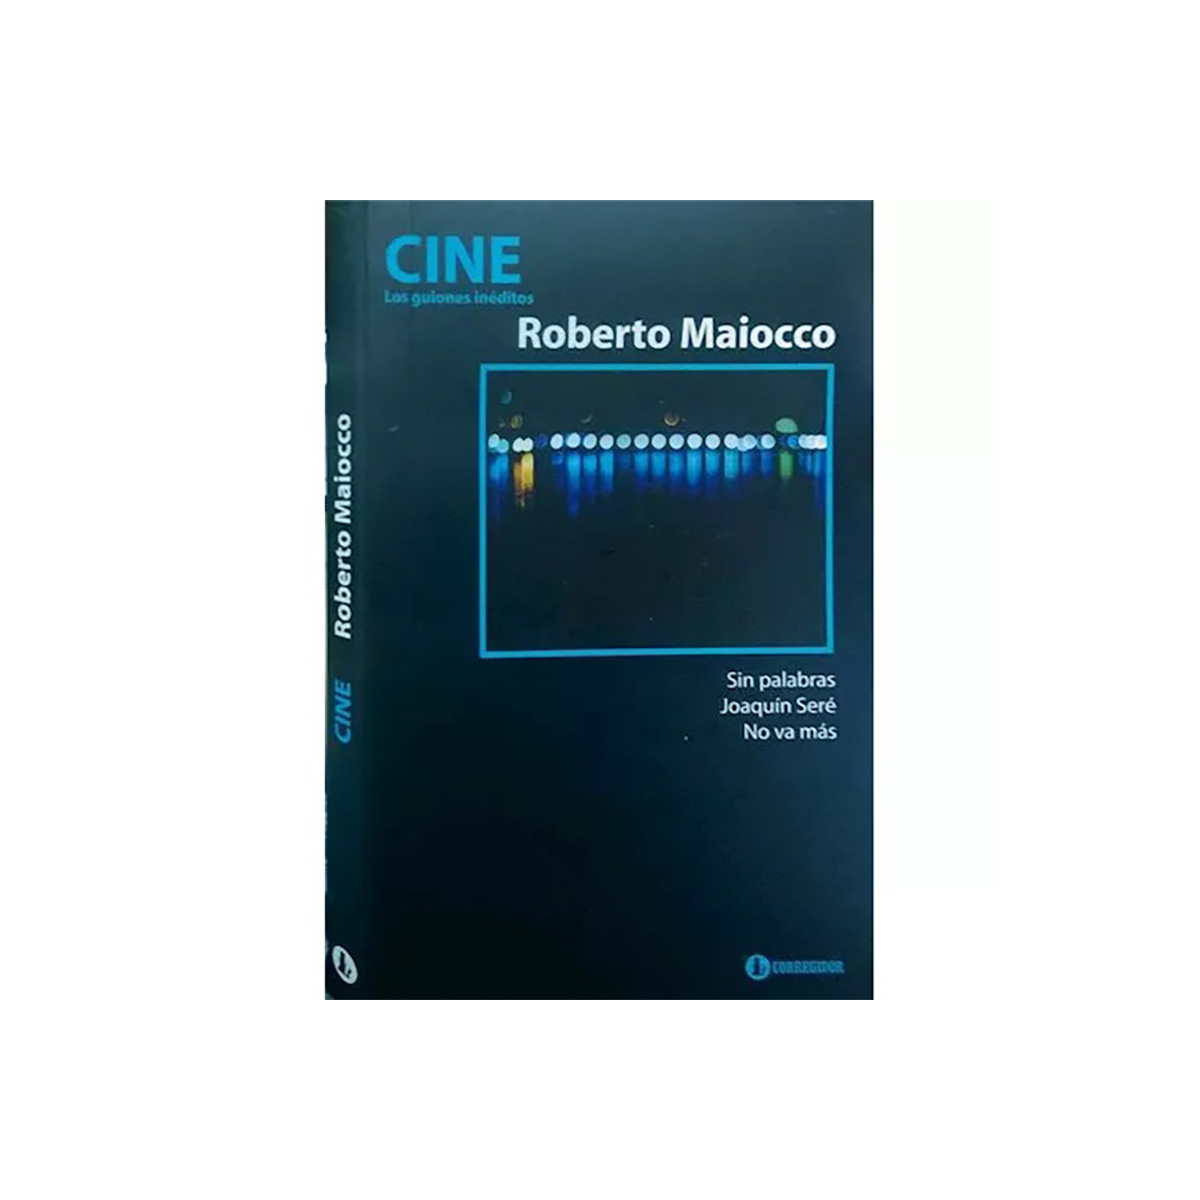 CINE
Los guiones inéditos
Roberto Maiocco
Sin palabras
Joaquín Seré
No va más
CORREGIDOR
CINE Roberto Maiocco